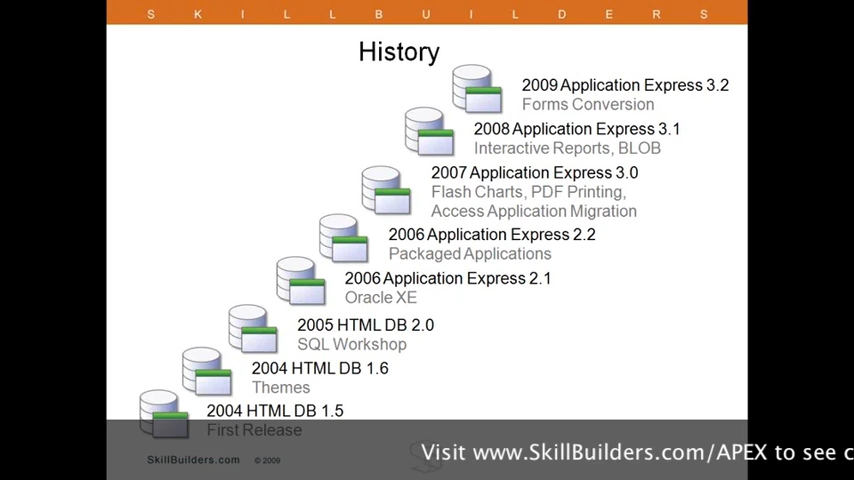 SKILLBUILDERS
History
2009 Application Express 3.2
Forms Conversion
2008 Application Express 3.1
Interactive Reports, BLOB
2007 Application Express 3.0
Flash Charts, PDF Printing,
Access Application Migration
2006 Application Express 2.2
Packaged Applications
2006 Application Express 2.1
Oracle XE
2005 HTML DB 2.0
SQL Workshop
2004 HTML DB 1.6
Themes
2004 HTML DB 1.5
First Release
Visit www.SkillBuilders.com/APEX to see c
SkillBuilders.com © 2009